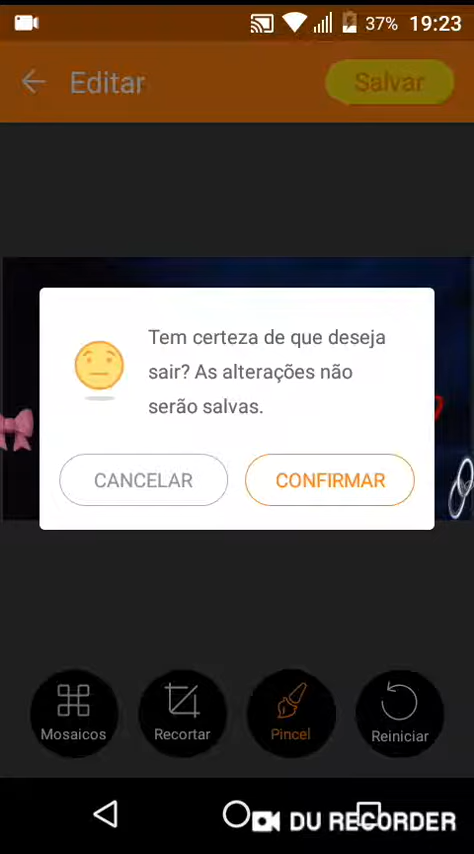 37% 19:23
Editar
Salvar
Tem certeza de que deseja
sair? As alterações não
serão salvas.
CANCELAR
CONFIRMAR
Mosaicos
Recortar
Pincel
Reiniciar
DU RECORDER